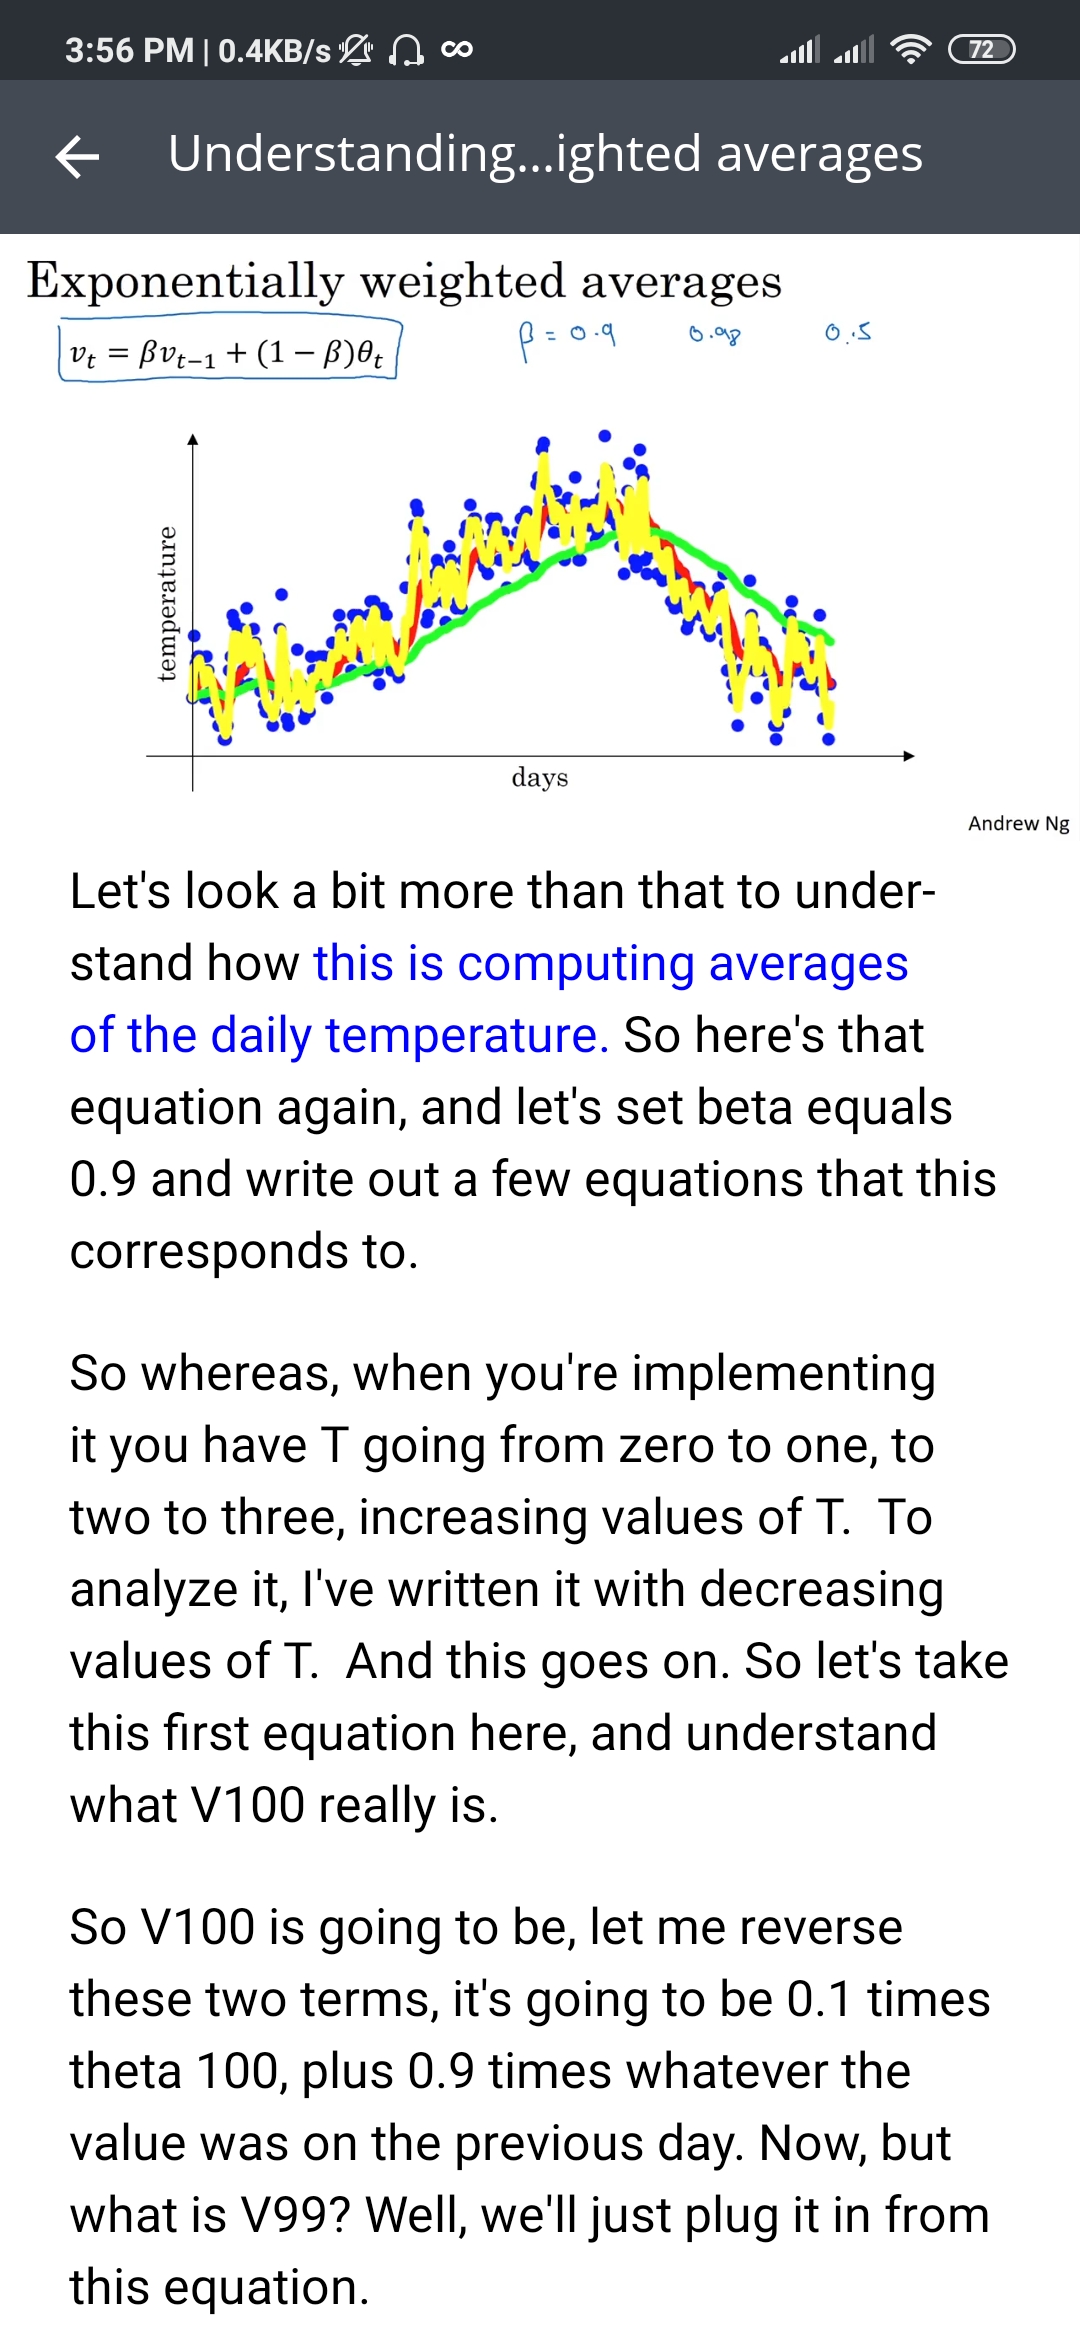 3:56 PM | 0.4KB/s 72
Understanding...ighted averages
Exponentially weighted averages
vₜ = βvₜ₋₁ + (1 − β)θₜ
β = 0.9 0.98 0.5
temperature
days
Andrew Ng
Let's look a bit more than that to under-
stand how this is computing averages
of the daily temperature. So here's that
equation again, and let's set beta equals
0.9 and write out a few equations that this
corresponds to.
So whereas, when you're implementing
it you have T going from zero to one, to
two to three, increasing values of T.  To
analyze it, I've written it with decreasing
values of T.  And this goes on. So let's take
this first equation here, and understand
what V100 really is.
So V100 is going to be, let me reverse
these two terms, it's going to be 0.1 times
theta 100, plus 0.9 times whatever the
value was on the previous day. Now, but
what is V99? Well, we'll just plug it in from
this equation.